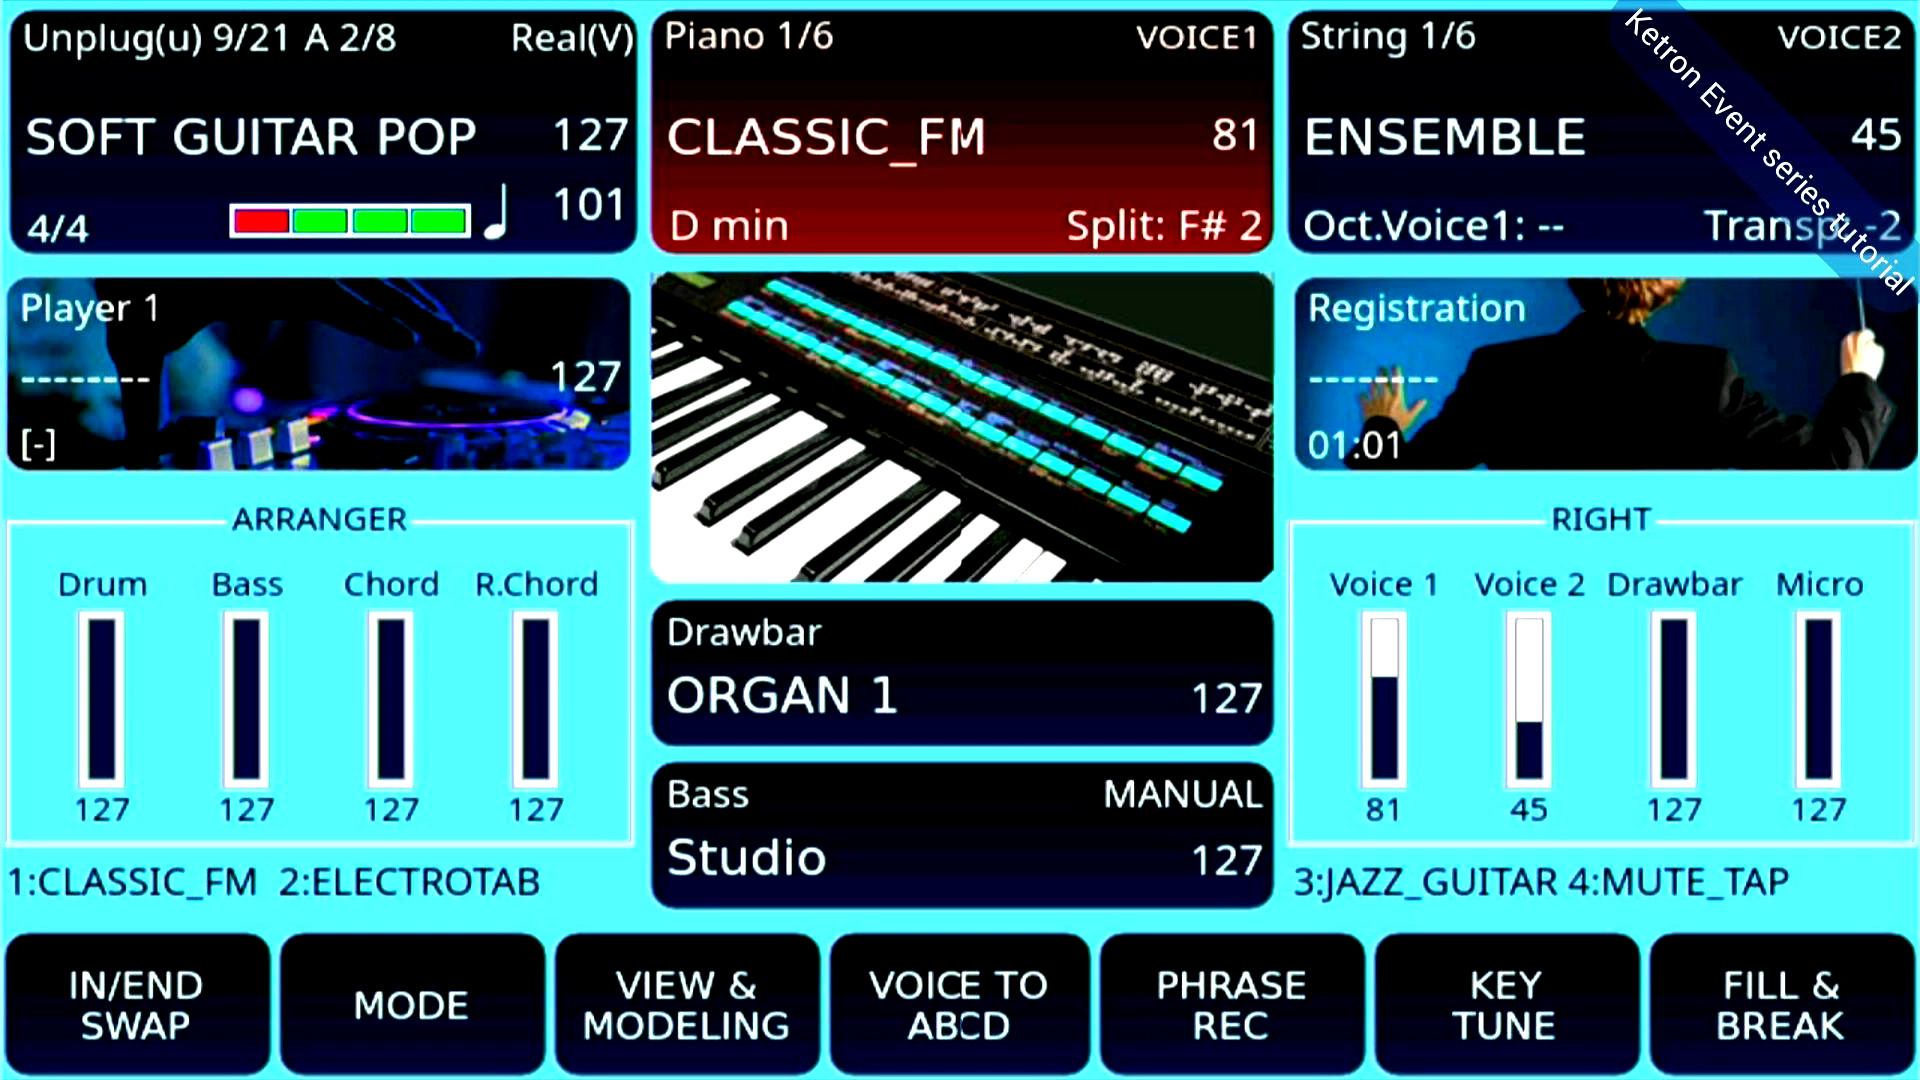 Unplug(u) 9/21 A 2/8 Real(V)
SOFT GUITAR POP 127
4/4 101
Piano 1/6 VOICE1
CLASSIC_FM 81
D min Split: F# 2
String 1/6 VOICE2
ENSEMBLE 45
Oct.Voice1: -- Transp: -2
Ketron Event series tutorial
Player 1
-------- 127
[-]
Registration
--------
01:01
ARRANGER
Drum Bass Chord R.Chord
127 127 127 127
Drawbar
ORGAN 1 127
Bass MANUAL
Studio 127
RIGHT
Voice 1 Voice 2 Drawbar Micro
81 45 127 127
1:CLASSIC_FM 2:ELECTROTAB
3:JAZZ_GUITAR 4:MUTE_TAP
IN/END
SWAP
MODE
VIEW &
MODELING
VOICE TO
ABCD
PHRASE
REC
KEY
TUNE
FILL &
BREAK